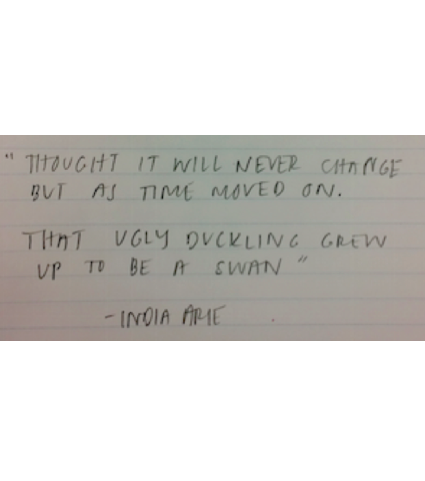 " THOUGHT IT WILL NEVER CHANGE
BUT AS TIME MOVED ON.
THAT UGLY DUCKLING GREW
UP TO BE A SWAN "
- INDIA ARIE